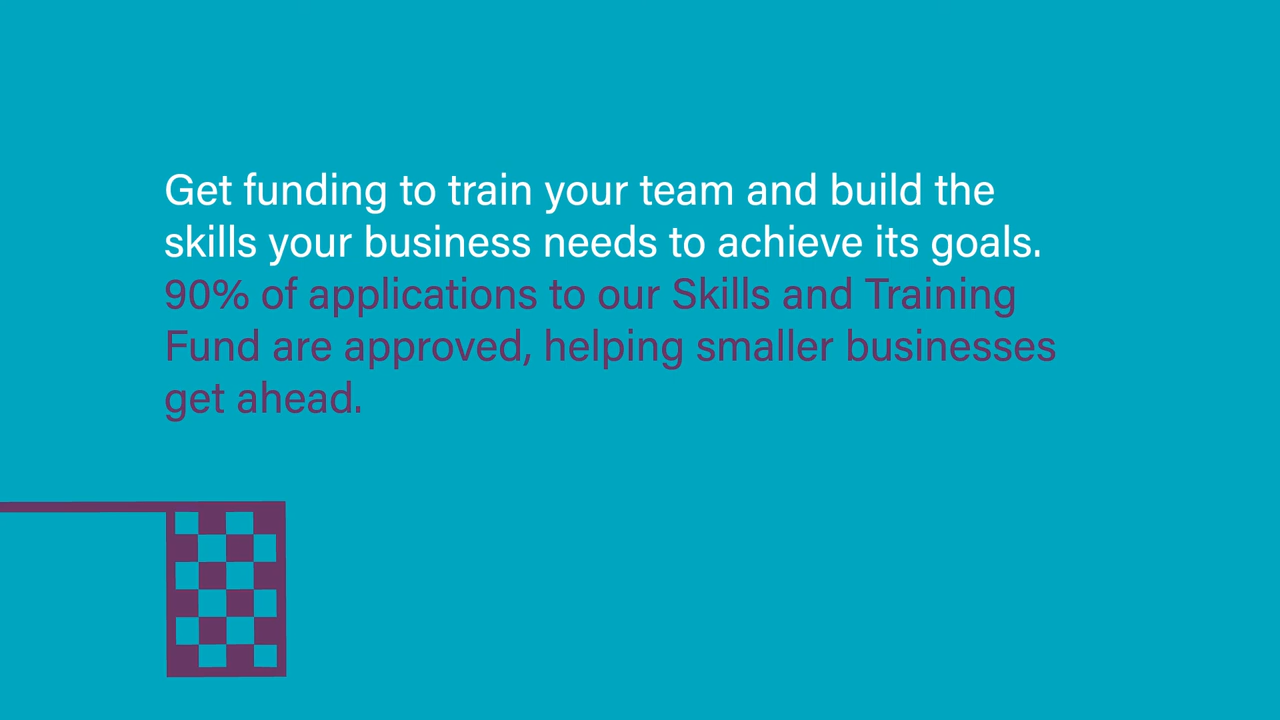 Get funding to train your team and build the
skills your business needs to achieve its goals.
90% of applications to our Skills and Training
Fund are approved, helping smaller businesses
get ahead.